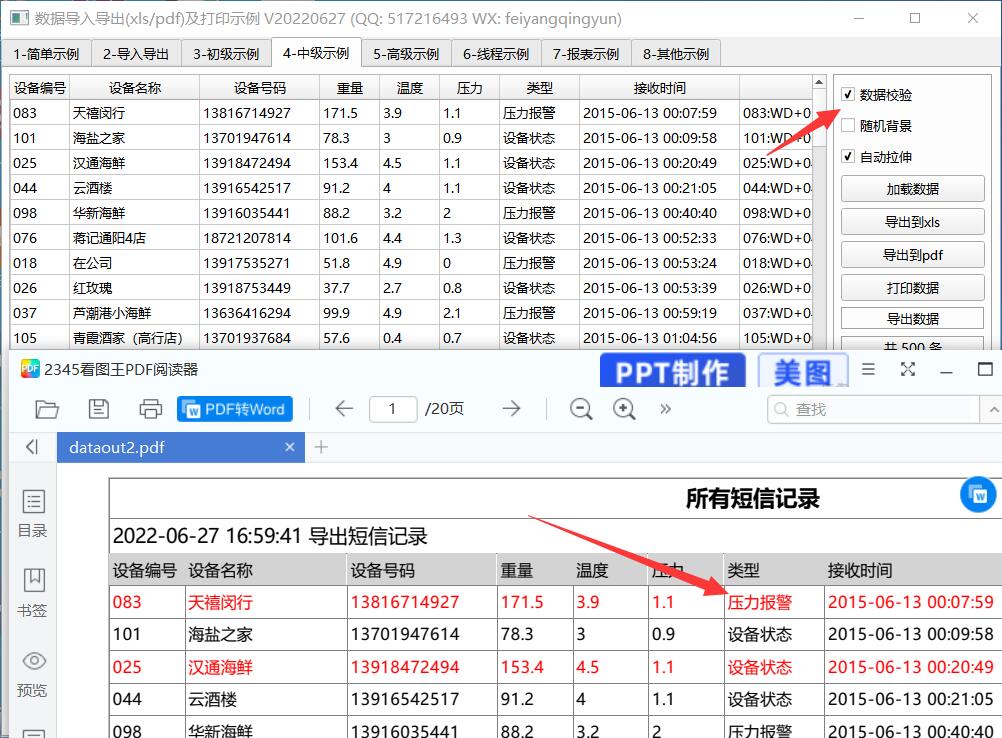 数据导入导出(xls/pdf)及打印示例 V20220627 (QQ: 517216493 WX: feiyangqingyun)
1-简单示例 2-导入导出 3-初级示例 4-中级示例 5-高级示例 6-线程示例 7-报表示例 8-其他示例
设备编号 设备名称 设备号码 重量 温度 压力 类型 接收时间
083 天禧闵行 13816714927 171.5 3.9 1.1 压力报警 2015-06-13 00:07:59 083:WD+0
101 海盐之家 13701947614 78.3 3 0.9 设备状态 2015-06-13 00:09:58 101:WD+0
025 汉通海鲜 13918472494 153.4 4.5 1.1 设备状态 2015-06-13 00:20:49 025:WD+0
044 云酒楼 13916542517 91.2 4 1.1 设备状态 2015-06-13 00:21:05 044:WD+0
098 华新海鲜 13916035441 88.2 3.2 2 压力报警 2015-06-13 00:40:40 098:WD+0
076 蒋记通阳4店 18721207814 101.6 4.4 1.3 设备状态 2015-06-13 00:52:33 076:WD+0
018 在公司 13917535271 51.8 4.9 0 压力报警 2015-06-13 00:53:24 018:WD+0
026 红玫瑰 13918753449 37.7 2.7 0.8 设备状态 2015-06-13 00:53:39 026:WD+0
037 芦潮港小海鲜 13636416294 99.9 4.9 2.1 压力报警 2015-06-13 00:59:19 037:WD+0
105 青霞酒家（高行店） 13701937684 57.6 0.4 0.7 设备状态 2015-06-13 01:04:56 105:WD+0
数据校验
随机背景
自动拉伸
加载数据
导出到xls
导出到pdf
打印数据
导出数据
共 500 条
PDF 2345看图王PDF阅读器 PPT制作 美图
PDF转Word 1 /20页 查找
dataout2.pdf
目录
书签
预览
所有短信记录
2022-06-27 16:59:41 导出短信记录
设备编号 设备名称 设备号码 重量 温度 压力 类型 接收时间
083 天禧闵行 13816714927 171.5 3.9 1.1 压力报警 2015-06-13 00:07:59
101 海盐之家 13701947614 78.3 3 0.9 设备状态 2015-06-13 00:09:58
025 汉通海鲜 13918472494 153.4 4.5 1.1 设备状态 2015-06-13 00:20:49
044 云酒楼 13916542517 91.2 4 1.1 设备状态 2015-06-13 00:21:05
098 华新海鲜 13916035441 88.2 3.2 2 压力报警 2015-06-13 00:40:40